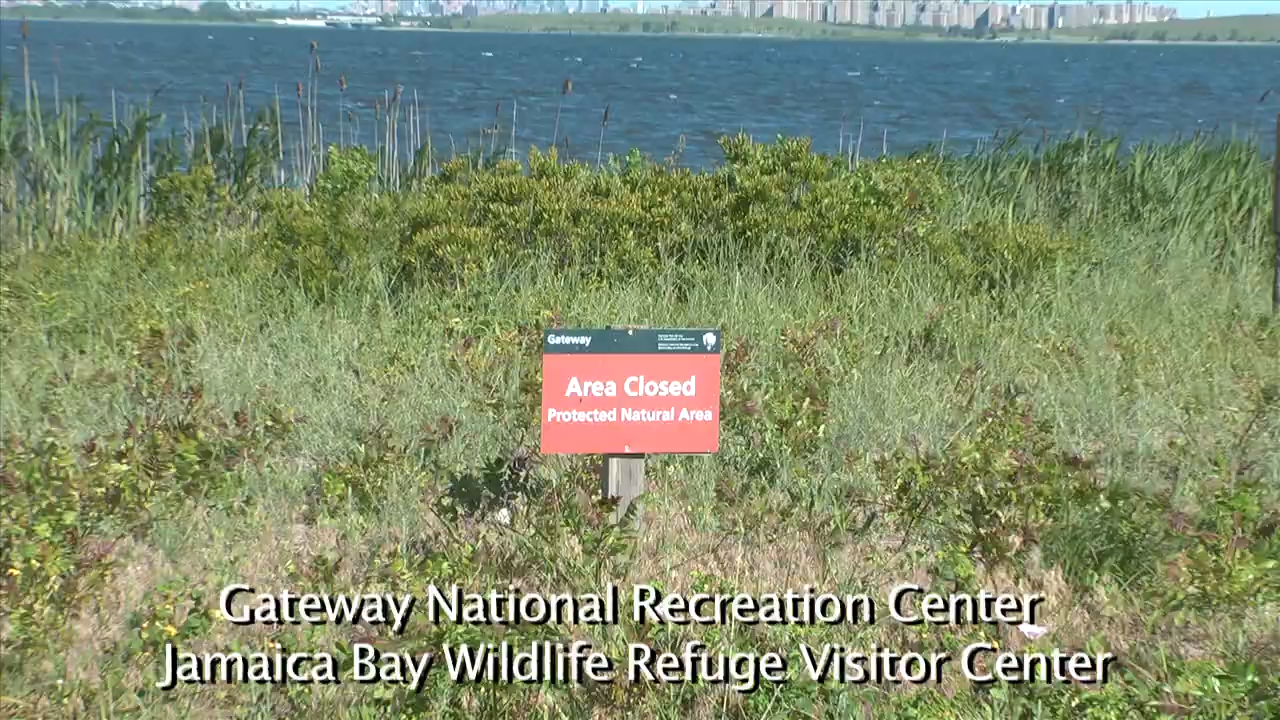 Gateway
Area Closed
Protected Natural Area
Gateway National Recreation Center
Jamaica Bay Wildlife Refuge Visitor Center